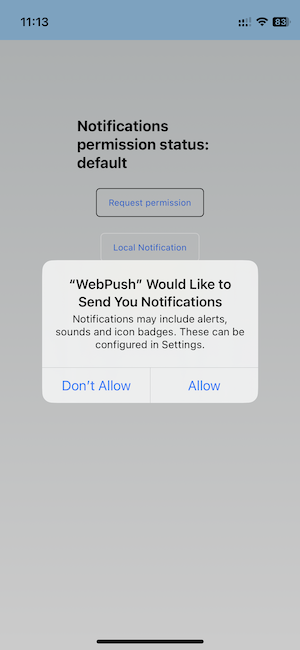 11:13
83
Notifications
permission status:
default
Request permission
Local Notification
“WebPush” Would Like to
Send You Notifications
Notifications may include alerts,
sounds and icon badges. These can be
configured in Settings.
Don’t Allow
Allow